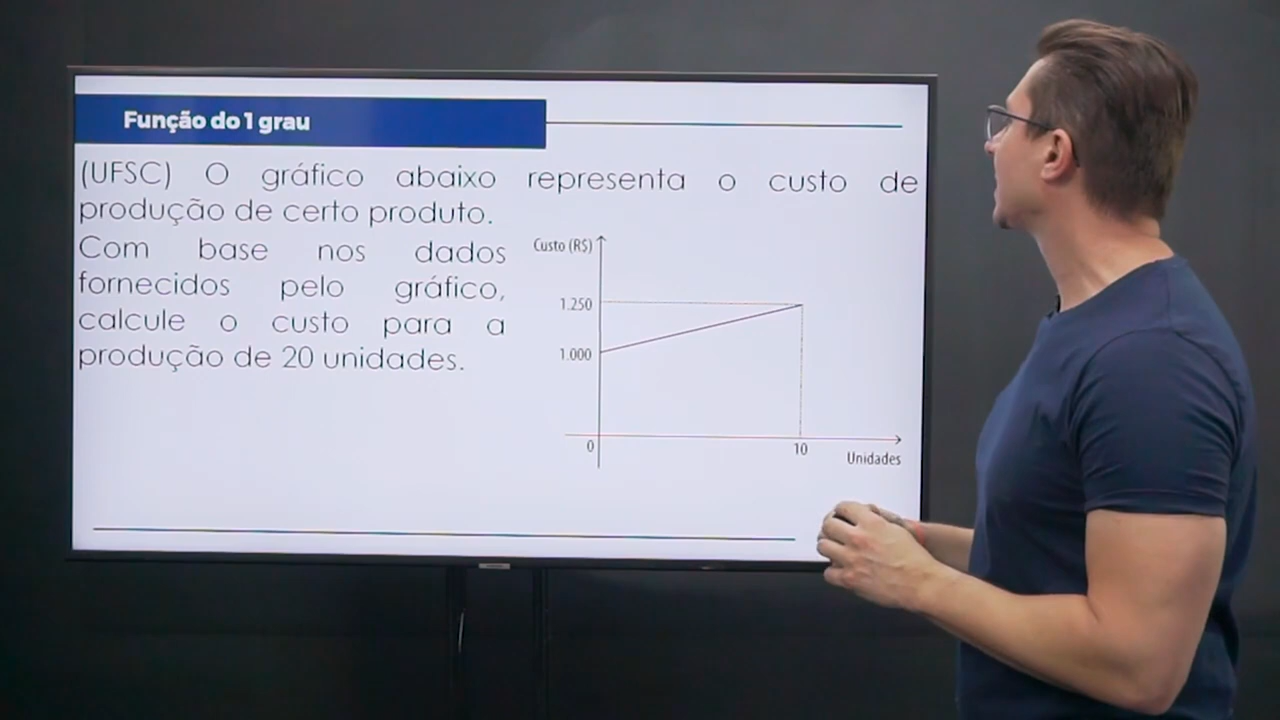 Função do 1 grau
(UFSC) O gráfico abaixo representa o custo de
produção de certo produto.
Com base nos dados
fornecidos pelo gráfico,
calcule o custo para a
produção de 20 unidades.
Custo (R$)
1.250
1.000
0
10
Unidades